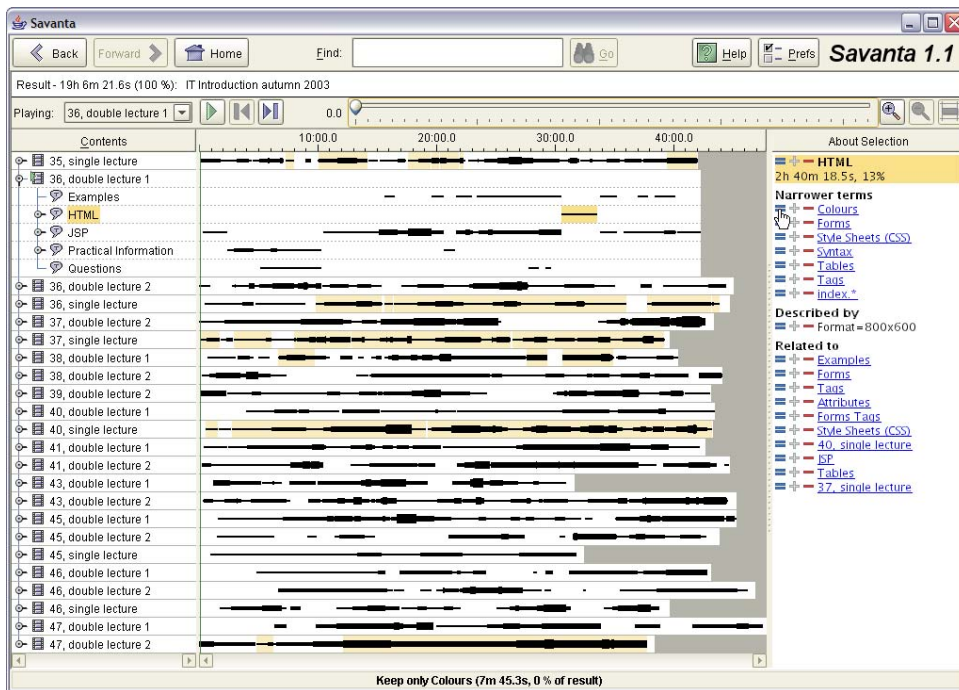 Savanta
Back Forward Home Find: Go Help Prefs Savanta 1.1
Result - 19h 6m 21.6s (100 %): IT Introduction autumn 2003
Playing: 36, double lecture 1 0.0
Contents 10:00.0 20:00.0 30:00.0 40:00.0 About Selection
35, single lecture
36, double lecture 1
Examples
HTML
JSP
Practical Information
Questions
36, double lecture 2
36, single lecture
37, double lecture 2
37, single lecture
38, double lecture 1
38, double lecture 2
39, double lecture 2
40, double lecture 1
40, single lecture
41, double lecture 1
41, double lecture 2
43, double lecture 1
43, double lecture 2
45, double lecture 1
45, double lecture 2
45, single lecture
46, double lecture 1
46, double lecture 2
46, single lecture
47, double lecture 1
47, double lecture 2
HTML
2h 40m 18.5s, 13%
Narrower terms
Colours
Forms
Style Sheets (CSS)
Syntax
Tables
Tags
index.*
Described by
Format=800x600
Related to
Examples
Forms
Tags
Attributes
Forms Tags
Style Sheets (CSS)
40, single lecture
JSP
Tables
37, single lecture
Keep only Colours (7m 45.3s, 0 % of result)